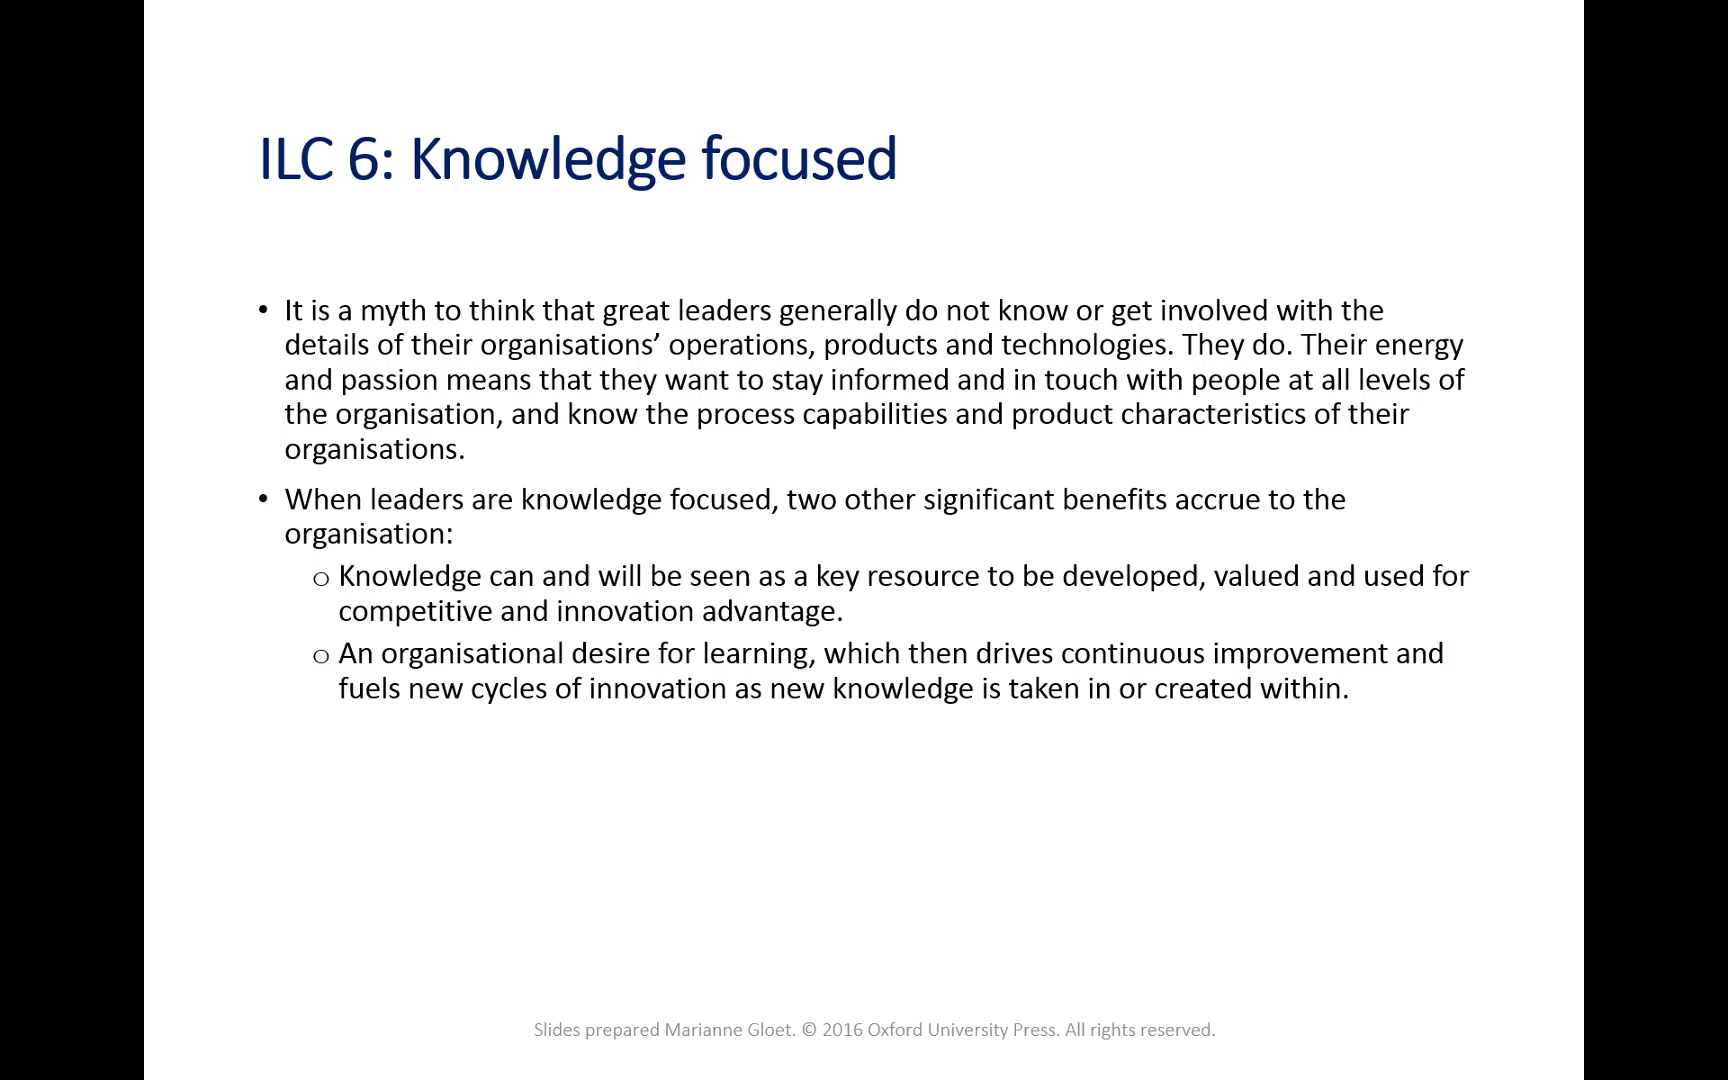 ILC 6: Knowledge focused
• It is a myth to think that great leaders generally do not know or get involved with the
details of their organisations’ operations, products and technologies. They do. Their energy
and passion means that they want to stay informed and in touch with people at all levels of
the organisation, and know the process capabilities and product characteristics of their
organisations.
• When leaders are knowledge focused, two other significant benefits accrue to the
organisation:
o Knowledge can and will be seen as a key resource to be developed, valued and used for
competitive and innovation advantage.
o An organisational desire for learning, which then drives continuous improvement and
fuels new cycles of innovation as new knowledge is taken in or created within.
Slides prepared Marianne Gloet. © 2016 Oxford University Press. All rights reserved.